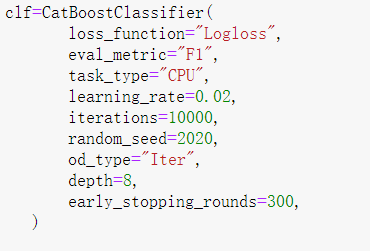 clf=CatBoostClassifier(
loss_function="Logloss",
eval_metric="F1",
task_type="CPU",
learning_rate=0.02,
iterations=10000,
random_seed=2020,
od_type="Iter",
depth=8,
early_stopping_rounds=300,
)